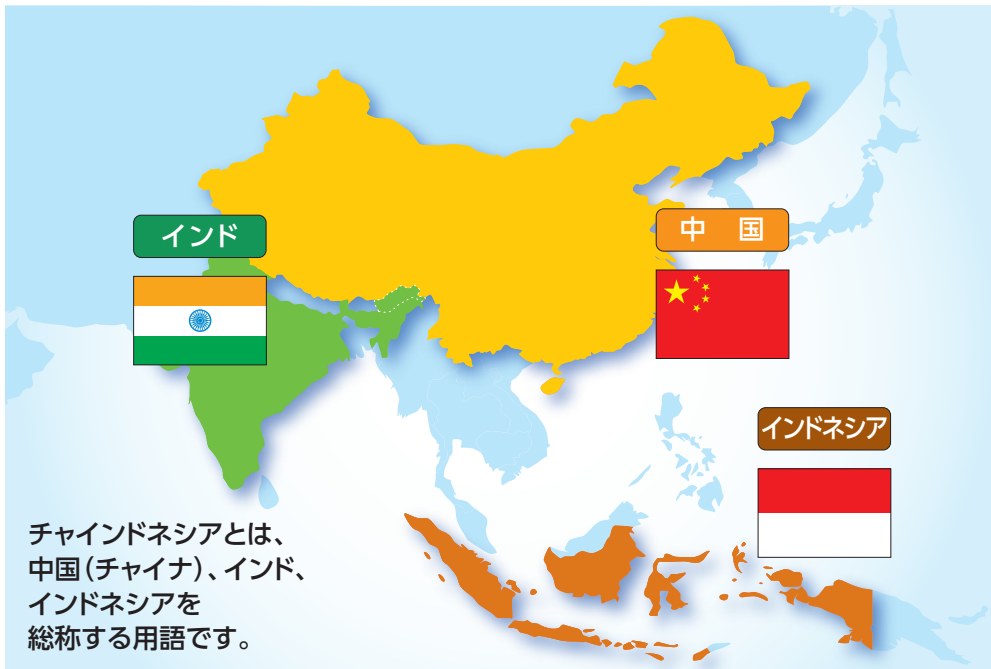 インド
中国
インドネシア
チャインドネシアとは、
中国(チャイナ)、インド、
インドネシアを
総称する用語です。